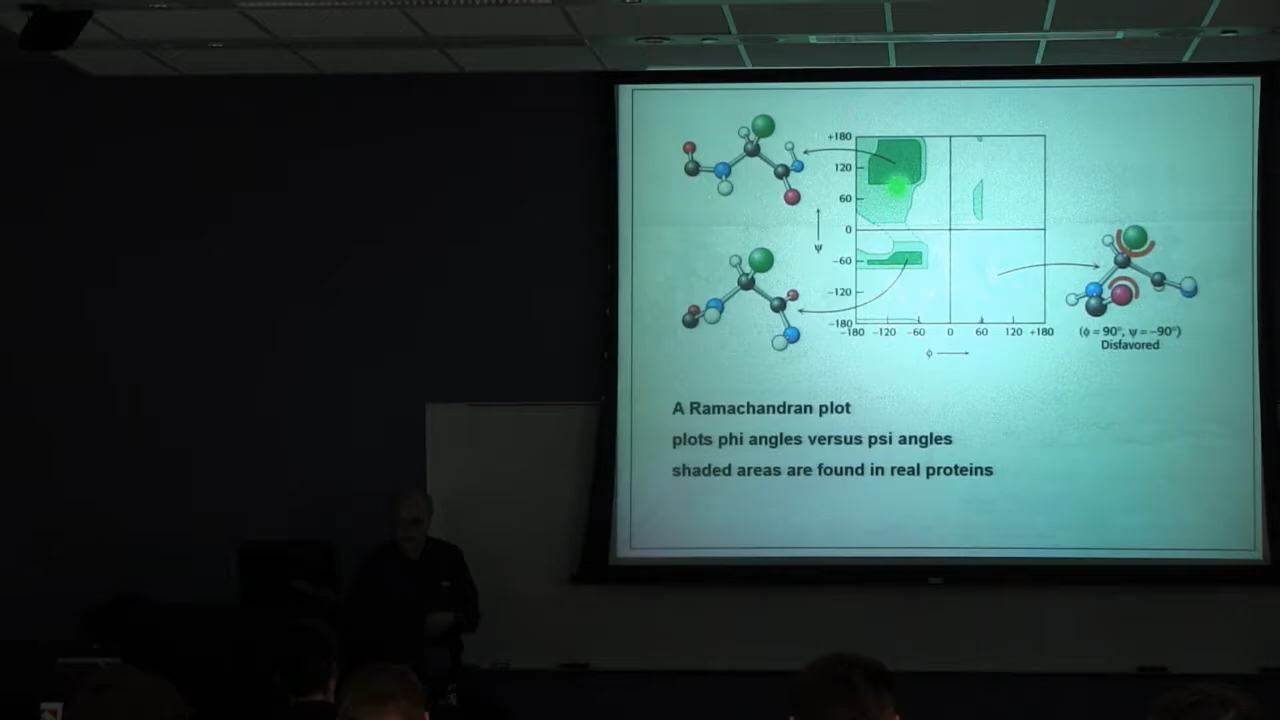 +180
120
60
0
−60
−120
−180
ψ
−180 −120 −60 0 60 120 +180
ϕ
(ϕ = 90°, ψ = −90°)
Disfavored
A Ramachandran plot
plots phi angles versus psi angles
shaded areas are found in real proteins